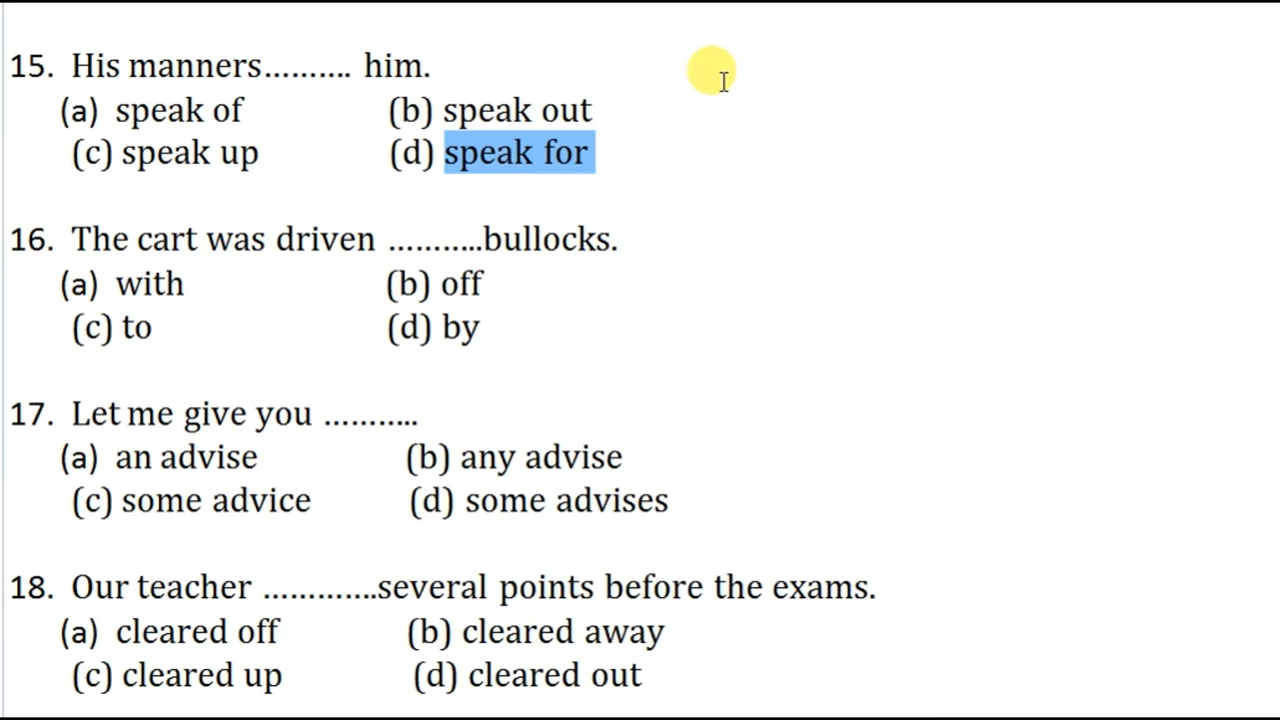 15. His manners.......... him.
(a) speak of (b) speak out
(c) speak up (d) speak for
16. The cart was driven ...........bullocks.
(a) with (b) off
(c) to (d) by
17. Let me give you ...........
(a) an advise (b) any advise
(c) some advice (d) some advises
18. Our teacher .............several points before the exams.
(a) cleared off (b) cleared away
(c) cleared up (d) cleared out